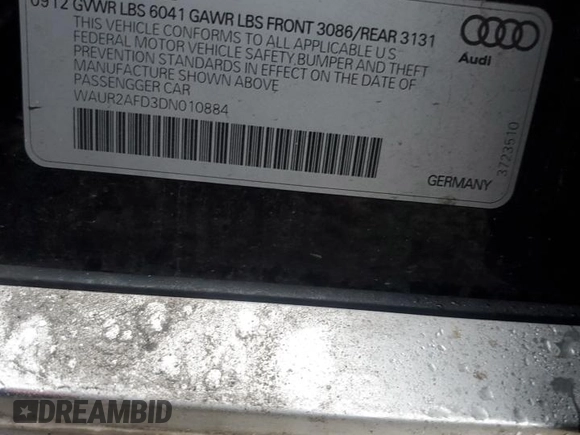 0912 GVWR LBS 6041 GAWR LBS FRONT 3086/REAR 3131
THIS VEHICLE CONFORMS TO ALL APPLICABLE U S
FEDERAL MOTOR VEHICLE SAFETY, BUMPER AND THEFT
PREVENTION STANDARDS IN EFFECT ON THE DATE OF
MANUFACTURE SHOWN ABOVE
PASSENGGER CAR
WAUR2AFD3DN010884
Audi
GERMANY
3723510
DREAMBID